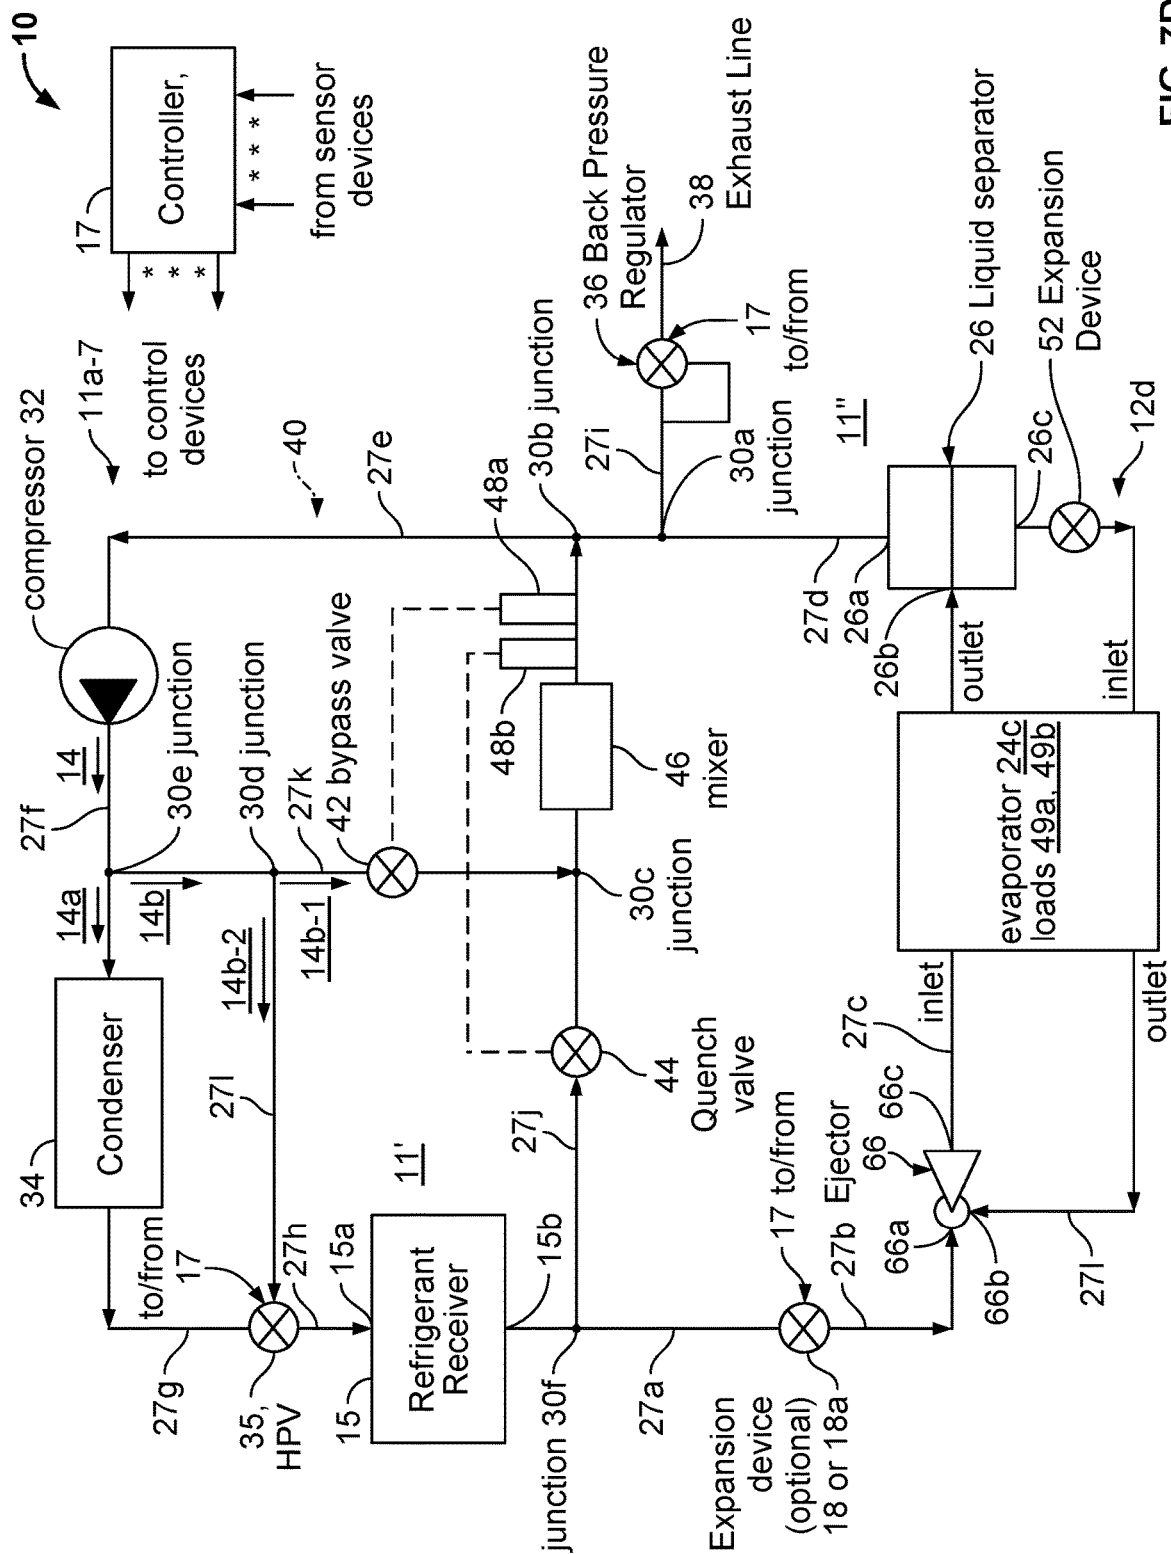 10
Controller,
17
* * *
from sensor
devices
* * *
to control
devices
11a-7
compressor 32
14
27f
30e junction
14a
14b
30d junction
27k
14b-1
14b-2
42 bypass valve
40
27e
34
Condenser
27l
to/from
17
27g
35,
HPV
27h
15a
11'
15
Refrigerant
Receiver
15b
junction 30f
27j
44
Quench
valve
30c
junction
46
mixer
48b
48a
30b junction
36 Back Pressure
Regulator
38
Exhaust Line
17
to/from
27i
30a
junction
11"
27a
Expansion
device
(optional)
18 or 18a
17 to/from
27b
Ejector
66
66a
66b
66c
27c
27l
inlet
outlet
evaporator 24c
loads 49a, 49b
outlet
inlet
27d
26a
26b
26 Liquid separator
26c
52 Expansion
Device
12d